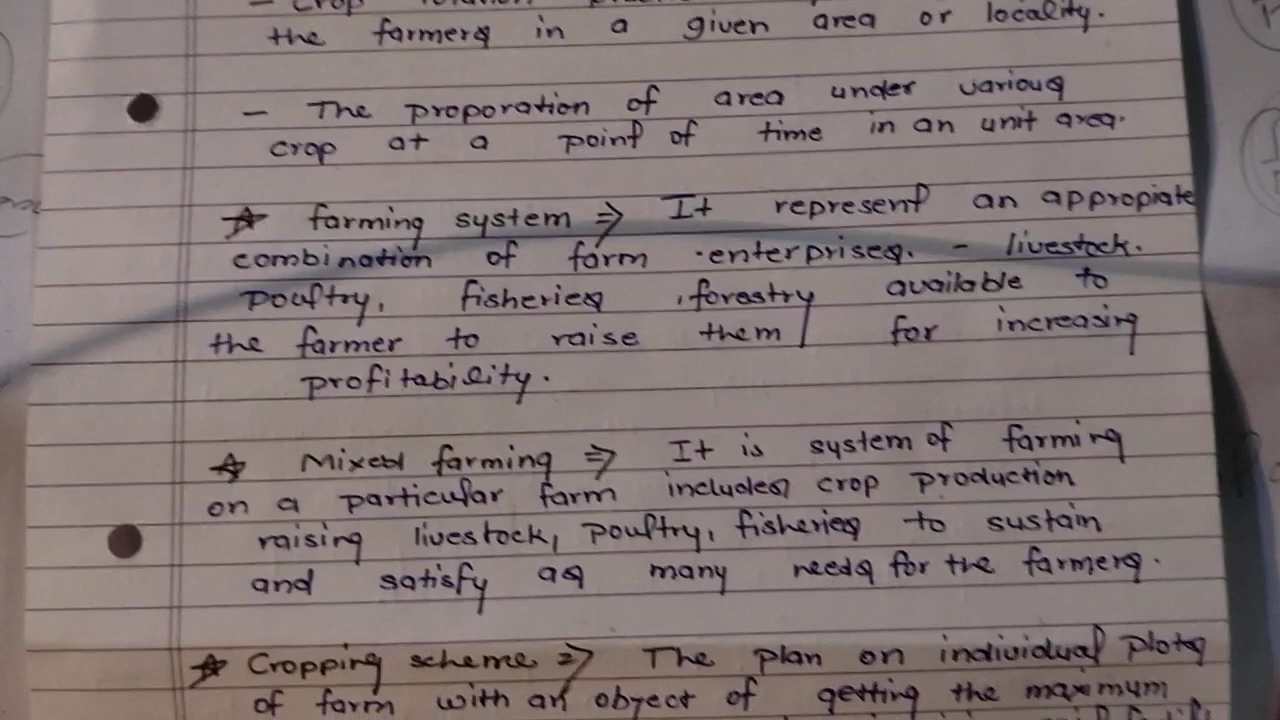 - Crop
the farmers in a given area or locality.
- The proporation of area under various
crop at a point of time in an unit area.
farming system ⇒ It represent an appropiate
combination of farm enterprises. - livestock.
poultry, fisheries, forestry available to
the farmer to raise them for increasing
profitability.
Mixed farming ⇒ It is system of farming
on a particular farm includes crop production
raising livestock, poultry, fisheries to sustain
and satisfy as many needs for the farmers.
Cropping scheme ⇒ The plan on individual plots
of farm with an object of getting the maximum